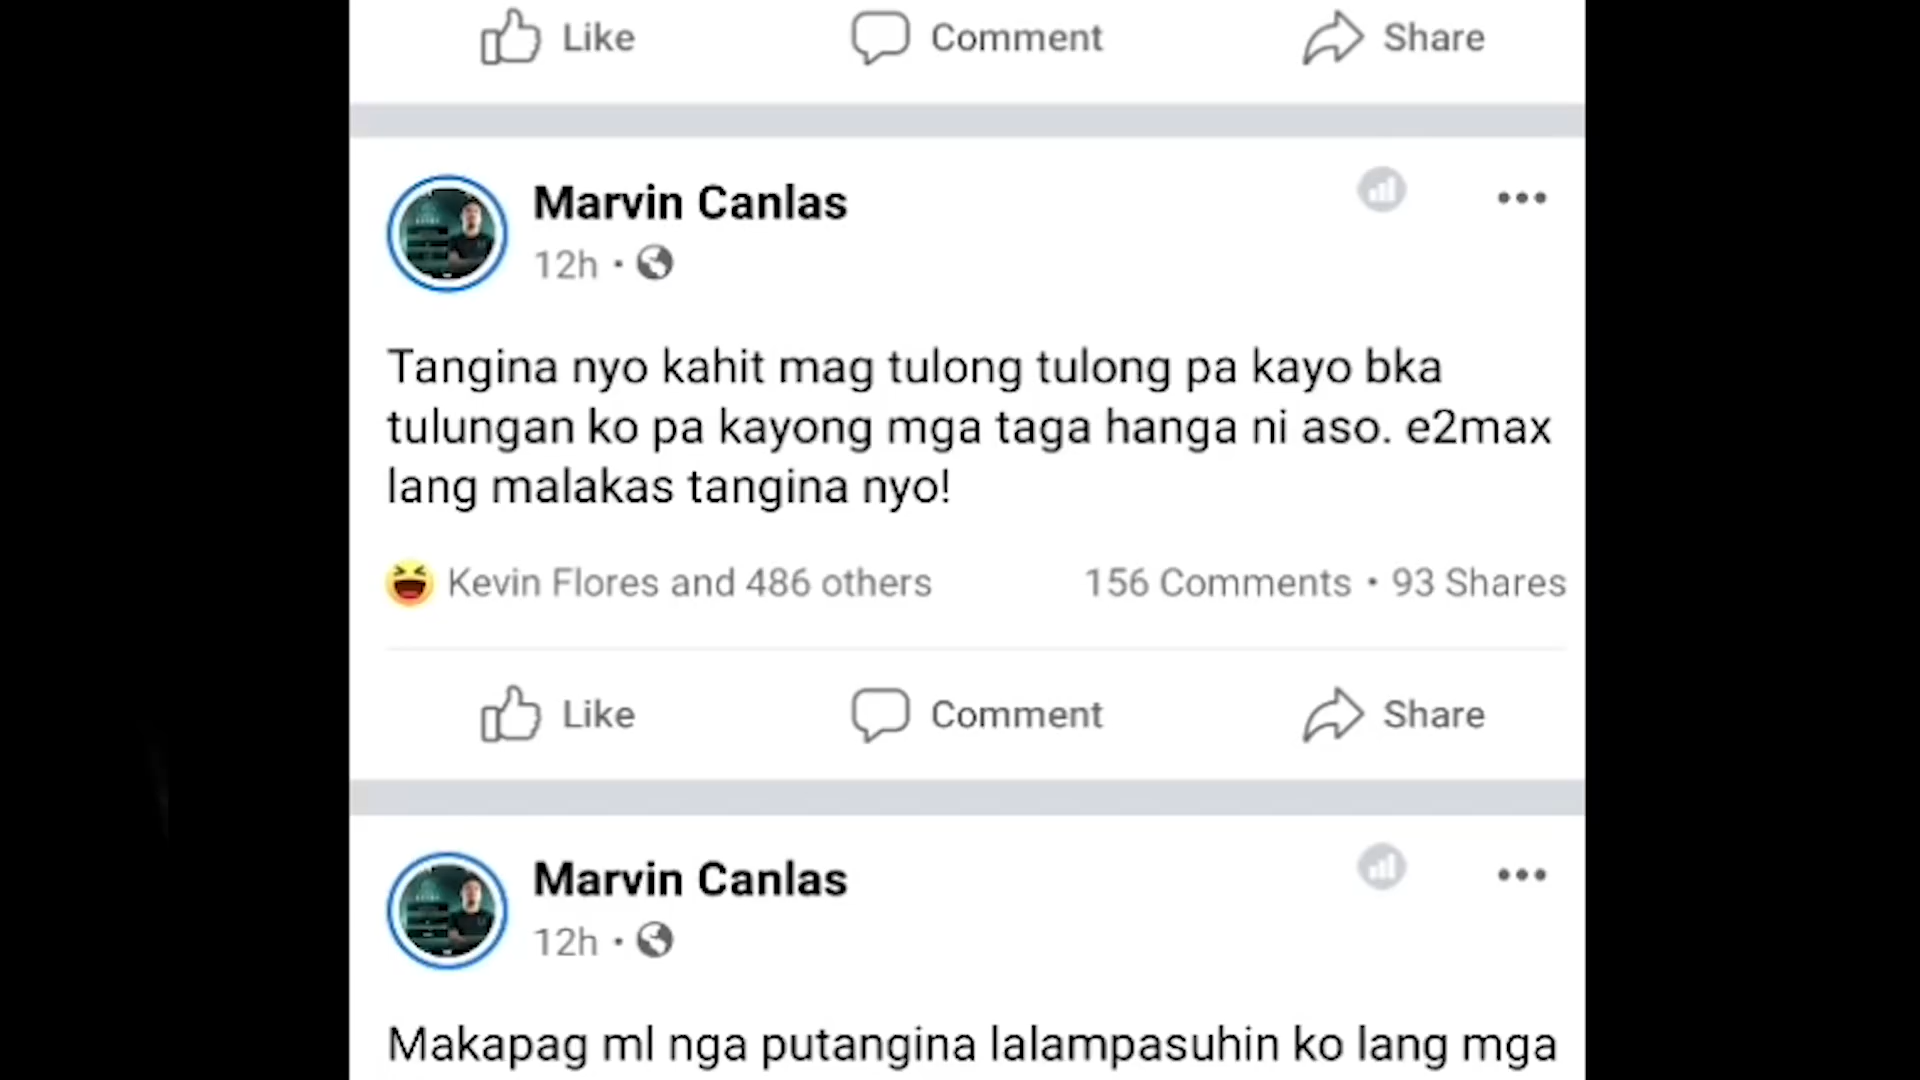 Like Comment Share
Marvin Canlas
12h
Tangina nyo kahit mag tulong tulong pa kayo bka
tulungan ko pa kayong mga taga hanga ni aso. e2max
lang malakas tangina nyo!
Kevin Flores and 486 others 156 Comments • 93 Shares
Like Comment Share
Marvin Canlas
12h
Makapag ml nga putangina lalampasuhin ko lang mga